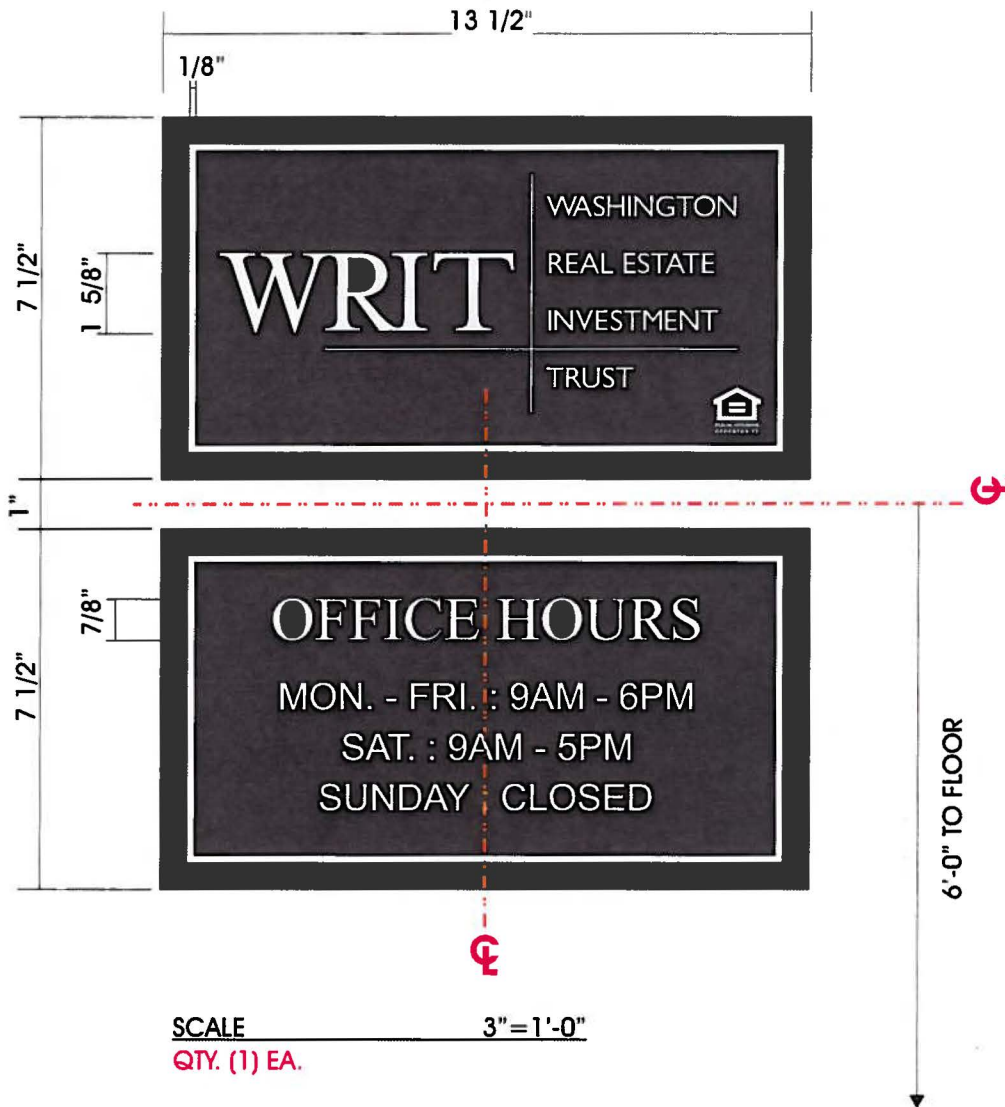 13 1/2"
1/8"
7 1/2"
1 5/8"
WRIT
WASHINGTON
REAL ESTATE
INVESTMENT
TRUST
1"
CL
7 1/2"
7/8"
OFFICE HOURS
MON. - FRI. : 9AM - 6PM
SAT. : 9AM - 5PM
SUNDAY : CLOSED
6'-0" TO FLOOR
CL
SCALE 3"=1'-0"
QTY. (1) EA.